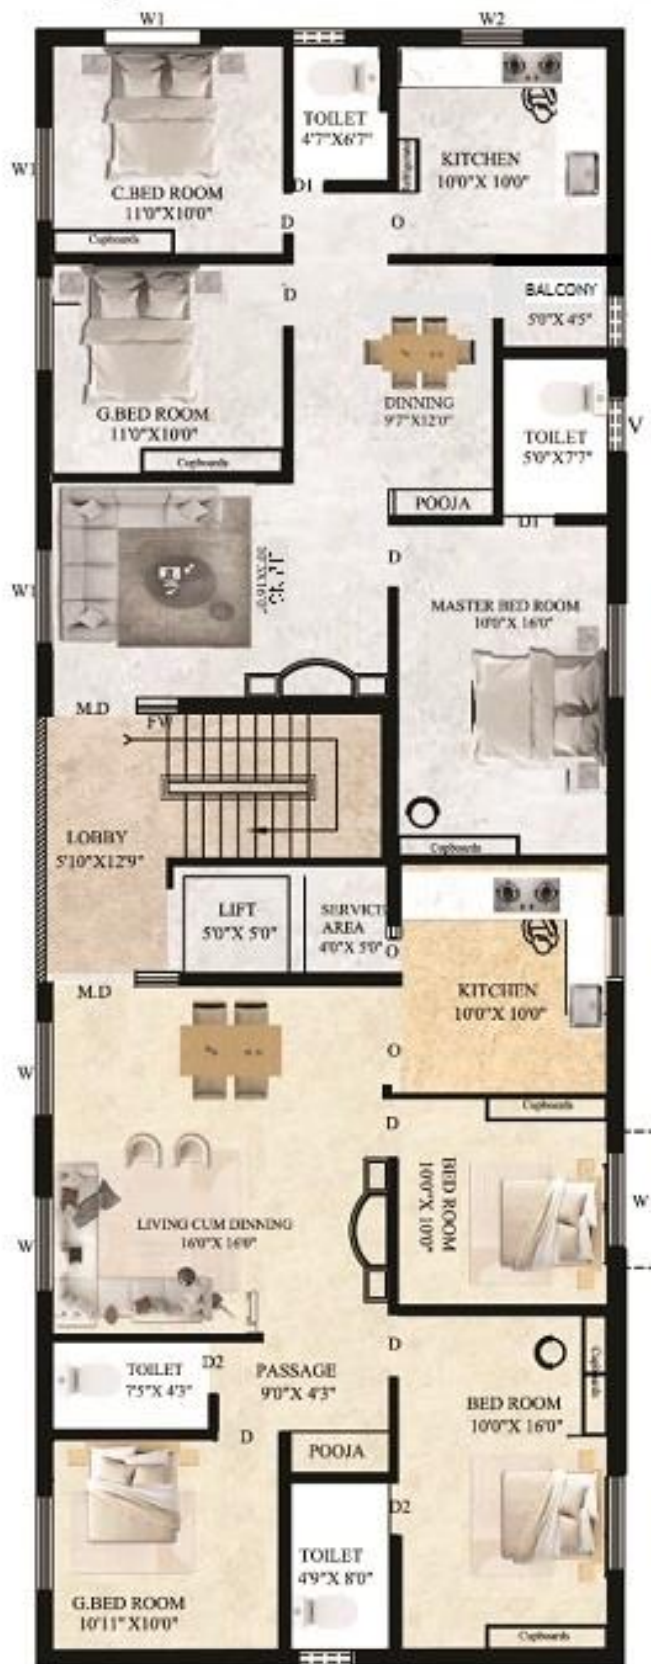 W1
W2
TOILET
4'7"X6'7"
KITCHEN
10'0"X 10'0"
W1
C.BED ROOM
11'0"X10'0"
D1
Cupboards
D
O
D
BALCONY
5'0"X 4'5"
G.BED ROOM
11'0"X10'0"
DINNING
9'7"X12'0"
TOILET
5'0"X7'7"
V
Cupboards
POOJA
D1
D
W1
MASTER BED ROOM
10'0"X 16'0"
M.D
FW
LOBBY
5'10"X12'9"
Cupboards
LIFT
5'0"X 5'0"
SERVICE
AREA
4'0"X 5'0"
O
KITCHEN
10'0"X 10'0"
M.D
W
O
Cupboards
D
BED ROOM
10'0"X 10'0"
W
LIVING CUM DINNING
16'0"X 16'0"
W
D
Cupboards
TOILET
7'5"X 4'3"
D2
PASSAGE
9'0"X 4'3"
BED ROOM
10'0"X 16'0"
D
POOJA
D2
TOILET
4'9"X 8'0"
G.BED ROOM
10'11"X10'0"
Cupboards